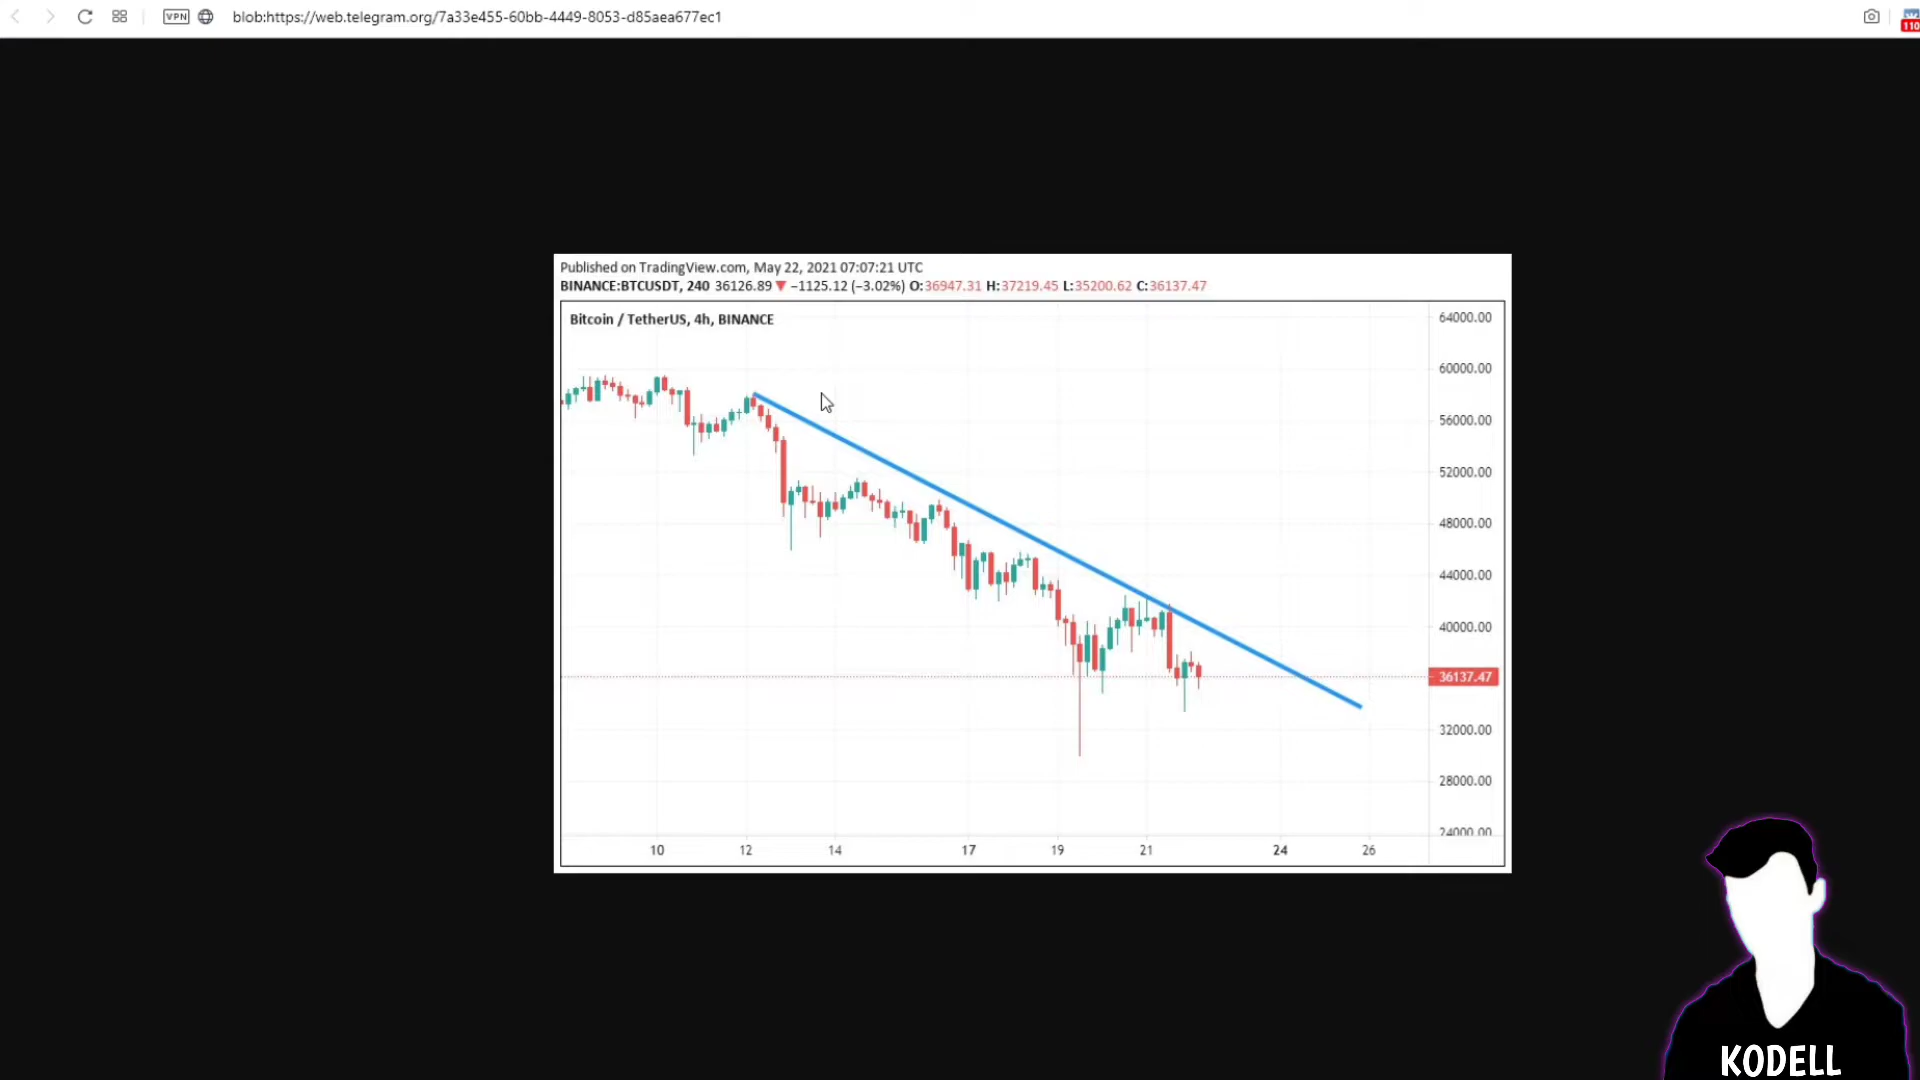 VPN blob:https://web.telegram.org/7a33e455-60bb-4449-8053-d85aea677ec1
110
Published on TradingView.com, May 22, 2021 07:07:21 UTC
BINANCE:BTCUSDT, 240 36126.89 ▼ −1125.12 (−3.02%) O:36947.31 H:37219.45 L:35200.62 C:36137.47
Bitcoin / TetherUS, 4h, BINANCE
64000.00
60000.00
56000.00
52000.00
48000.00
44000.00
40000.00
36137.47
32000.00
28000.00
24000.00
10 12 14 17 19 21 24 26
KODELL